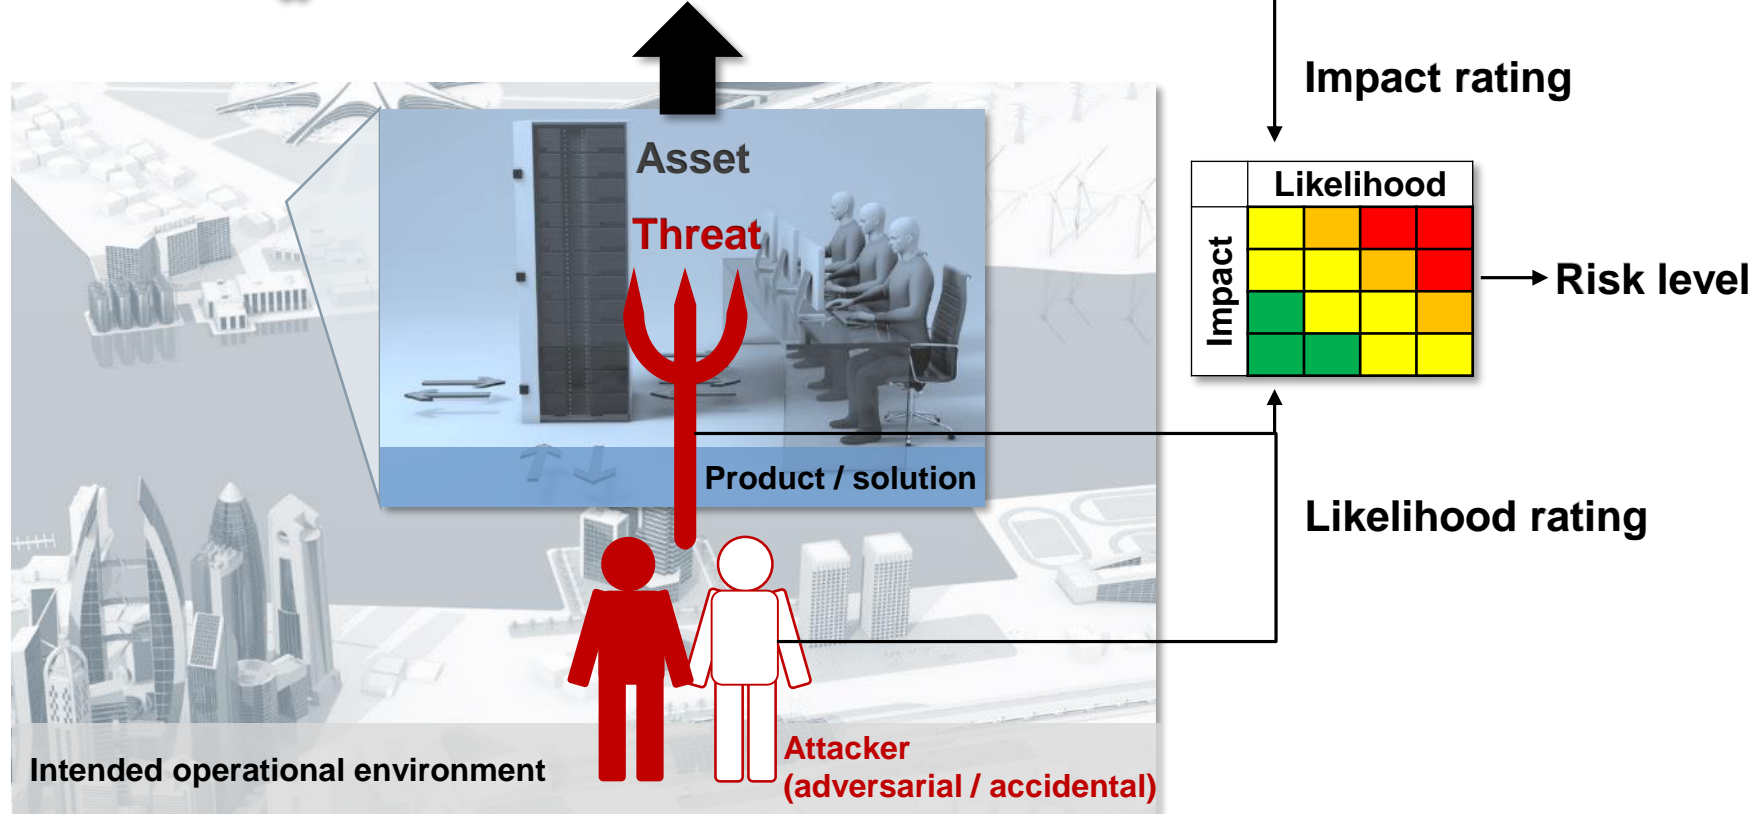 Impact rating
Asset
Threat
Likelihood
Impact
Risk level
Product / solution
Likelihood rating
Attacker
(adversarial / accidental)
Intended operational environment